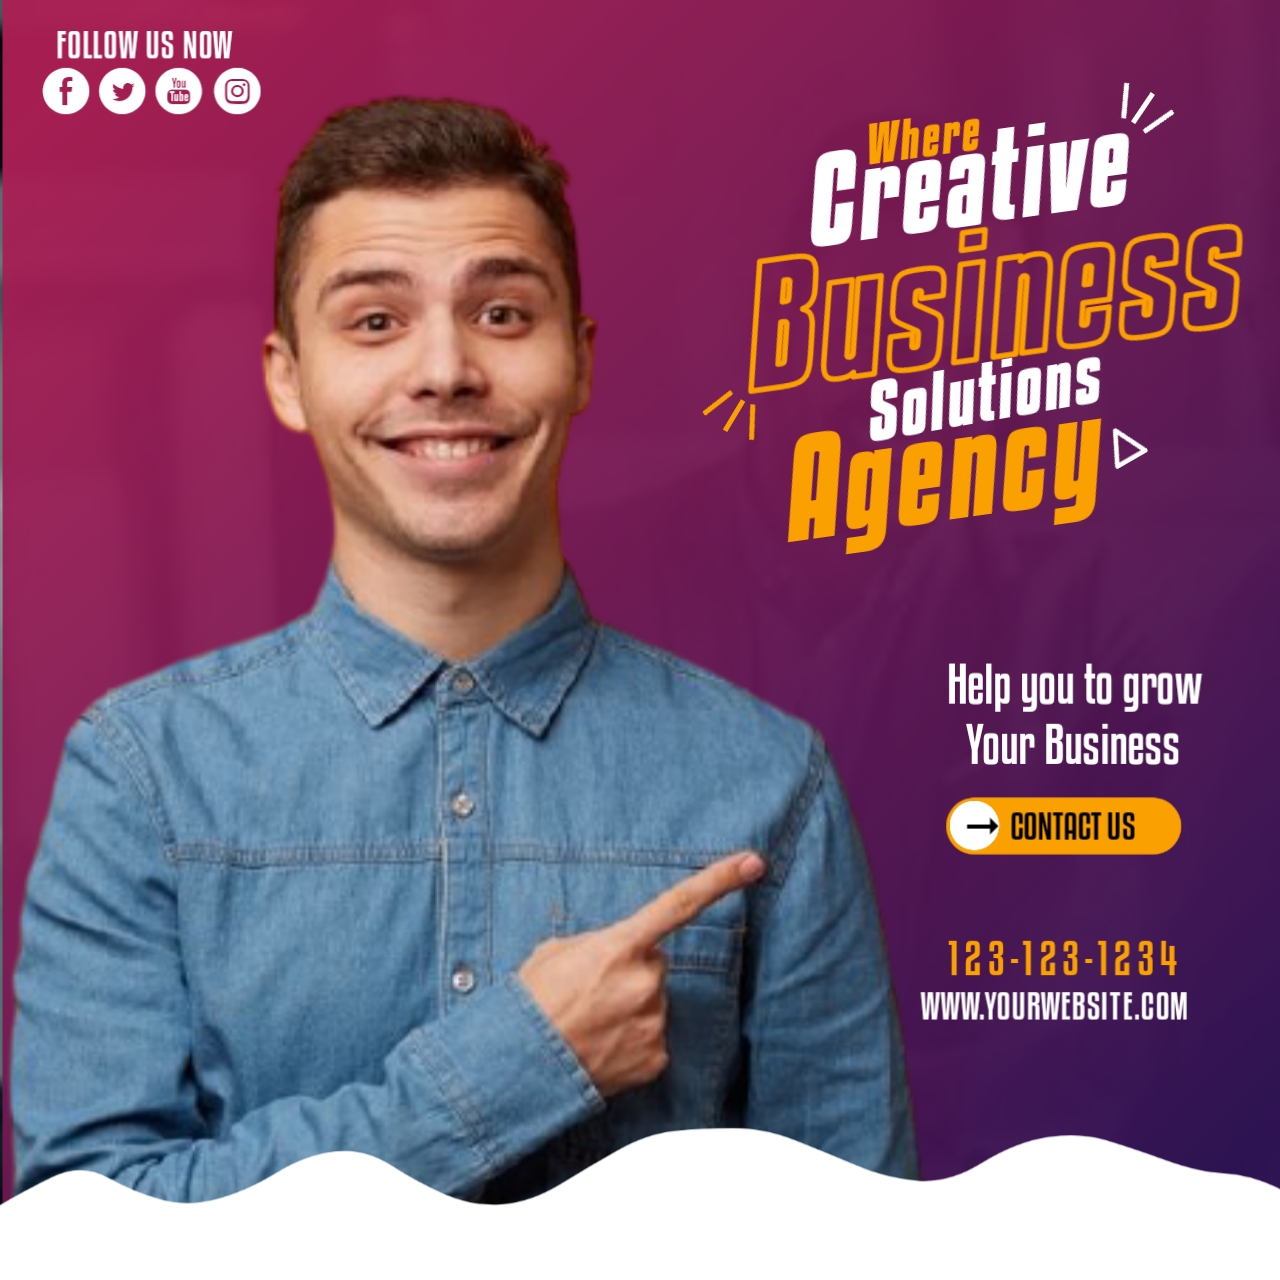 FOLLOW US NOW
You
Tube
Where
Creative
Business
Solutions
Agency
Help you to grow
Your Business
CONTACT US
123-123-1234
WWW.YOURWEBSITE.COM